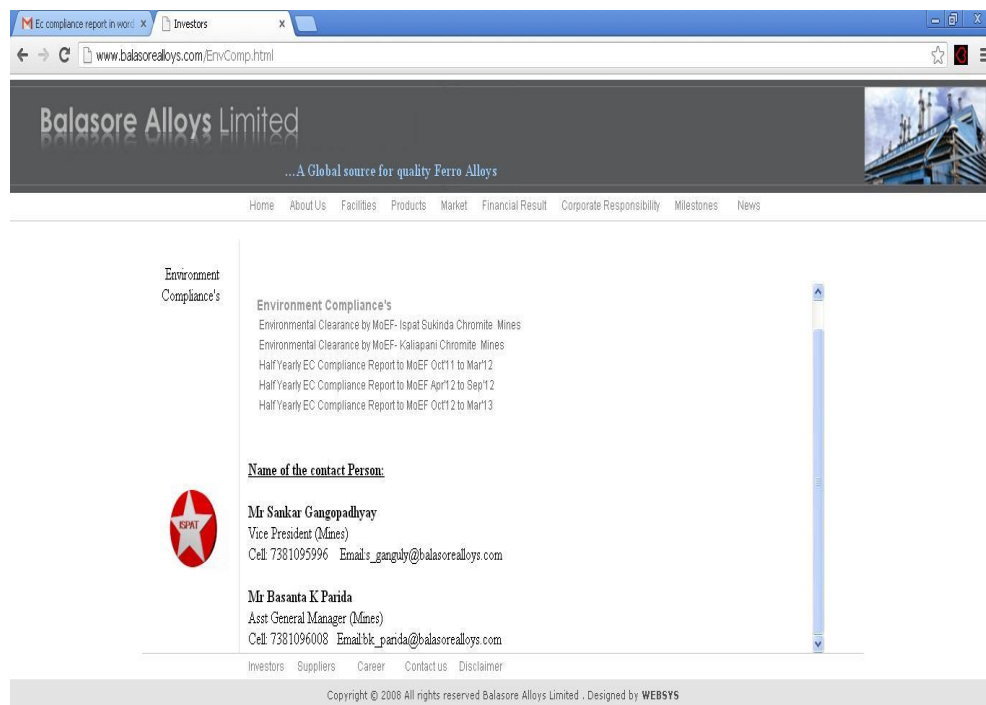 Ec compliance report in word
Investors
www.balasorealloys.com/EnvComp.html
Balasore Alloys Limited
...A Global source for quality Ferro Alloys
Home About Us Facilities Products Market Financial Result Corporate Responsibility Milestones News
Environment
Compliance's
Environment Compliance's
Environmental Clearance by MoEF- Ispat Sukinda Chromite Mines
Environmental Clearance by MoEF- Kaliapani Chromite Mines
Half Yearly EC Compliance Report to MoEF Oct'11 to Mar'12
Half Yearly EC Compliance Report to MoEF Apr'12 to Sep'12
Half Yearly EC Compliance Report to MoEF Oct'12 to Mar'13
Name of the contact Person:
Mr Sankar Gangopadhyay
Vice President (Mines)
Cell: 7381095996 Email:s_ganguly@balasorealloys.com
ISPAT
Mr Basanta K Parida
Asst General Manager (Mines)
Cell: 7381096008 Email:bk_parida@balasorealloys.com
Investors Suppliers Career Contact us Disclaimer
Copyright © 2008 All rights reserved Balasore Alloys Limited . Designed by WEBSYS